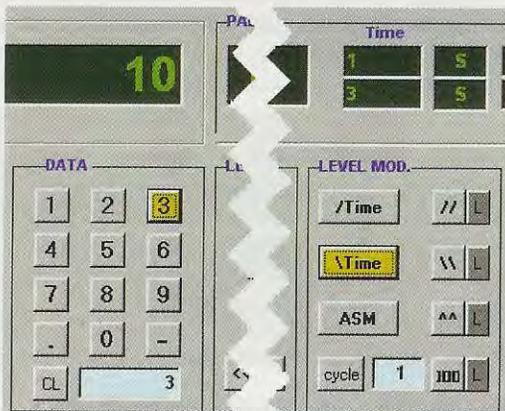 10
Time
1 S
3 S
DATA
1 2 3
4 5 6
7 8 9
. 0 -
CL 3
LEVEL MOD.
/Time // L
\Time \\ L
ASM ^^ L
cycle 1 L